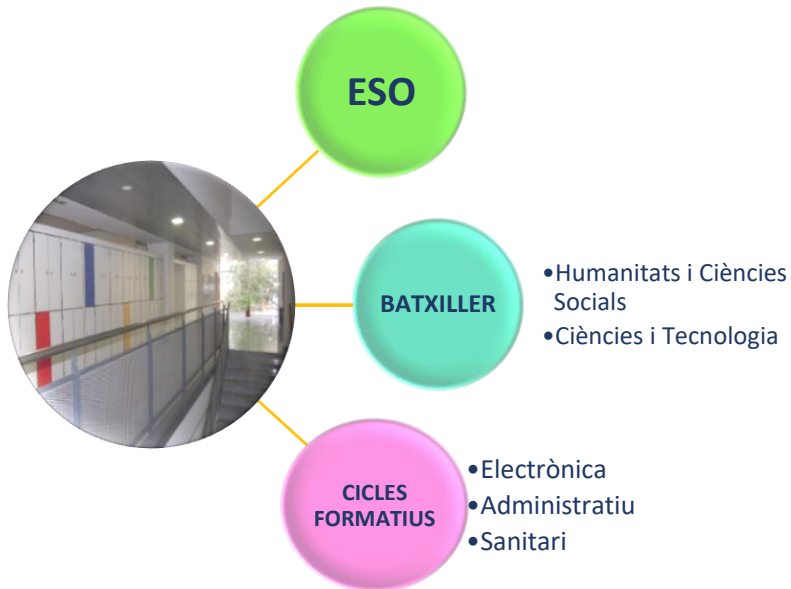 ESO
BATXILLER
•Humanitats i Ciències
Socials
•Ciències i Tecnologia
CICLES
FORMATIUS
•Electrònica
•Administratiu
•Sanitari